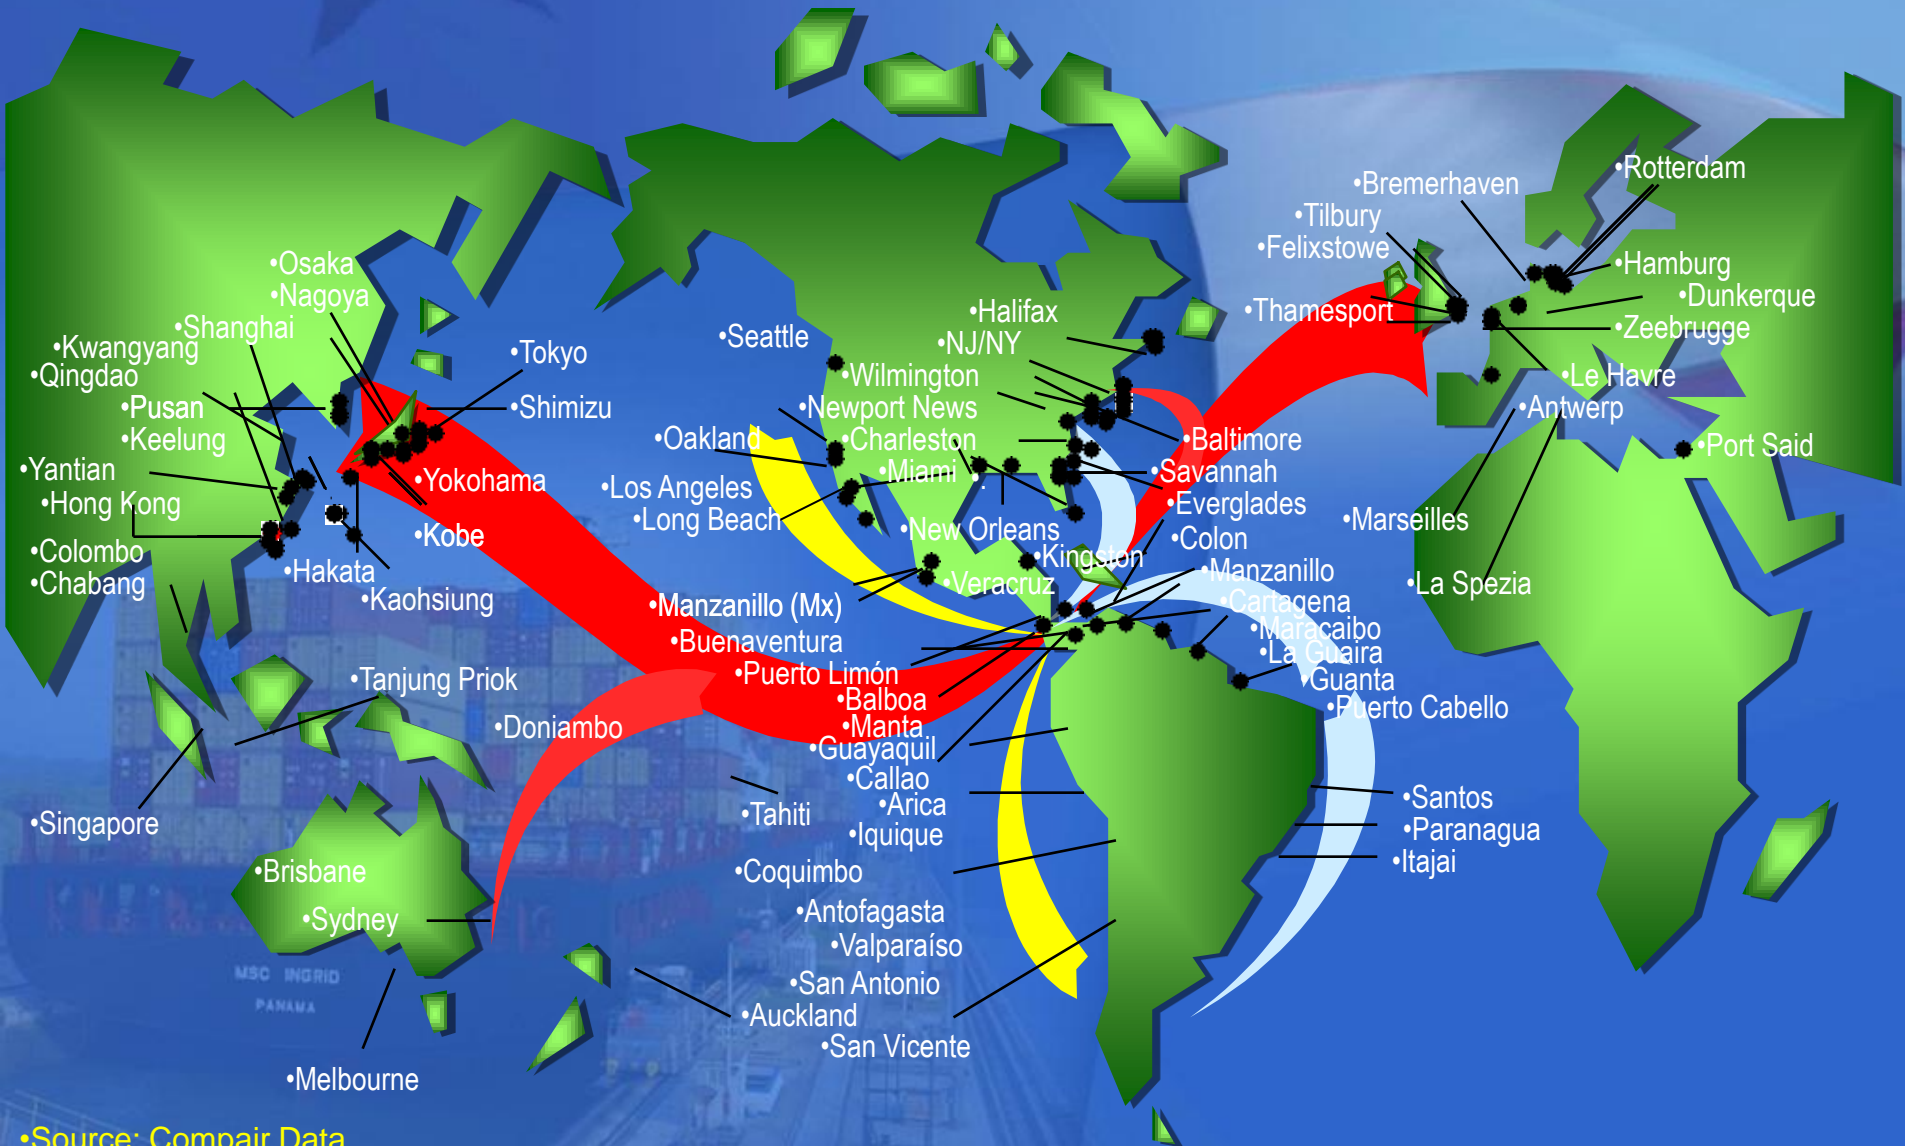 •Rotterdam
•Bremerhaven
•Tilbury
•Felixstowe
•Osaka
•Hamburg
•Nagoya
•Dunkerque
•Halifax
•Thamesport
•Shanghai
•Zeebrugge
•Seattle
•NJ/NY
•Kwangyang
•Tokyo
•Qingdao
•Wilmington
•Le Havre
•Pusan
•Shimizu
•Newport News
•Antwerp
•Keelung
•Oakland
•Charleston
•Baltimore
•Port Said
•Yantian
•Miami
•.
•Savannah
•Yokohama
•Los Angeles
•Hong Kong
•Everglades
•Long Beach
•Marseilles
•New Orleans
•Kobe
•Colon
•Colombo
•Kingston
•Hakata
•Manzanillo
•Chabang
•Veracruz
•La Spezia
•Kaohsiung
•Manzanillo (Mx)
•Cartagena
•Maracaibo
•Buenaventura
•La Guaira
•Puerto Limón
•Tanjung Priok
•Guanta
•Balboa
•Puerto Cabello
•Doniambo
•Manta
•Guayaquil
•Callao
•Santos
•Arica
•Tahiti
•Singapore
•Paranagua
•Iquique
•Itajai
•Brisbane
•Coquimbo
•Sydney
•Antofagasta
•Valparaíso
MSC INGRID
PANAMA
•San Antonio
•Auckland
•San Vicente
•Melbourne
•Source: Compair Data